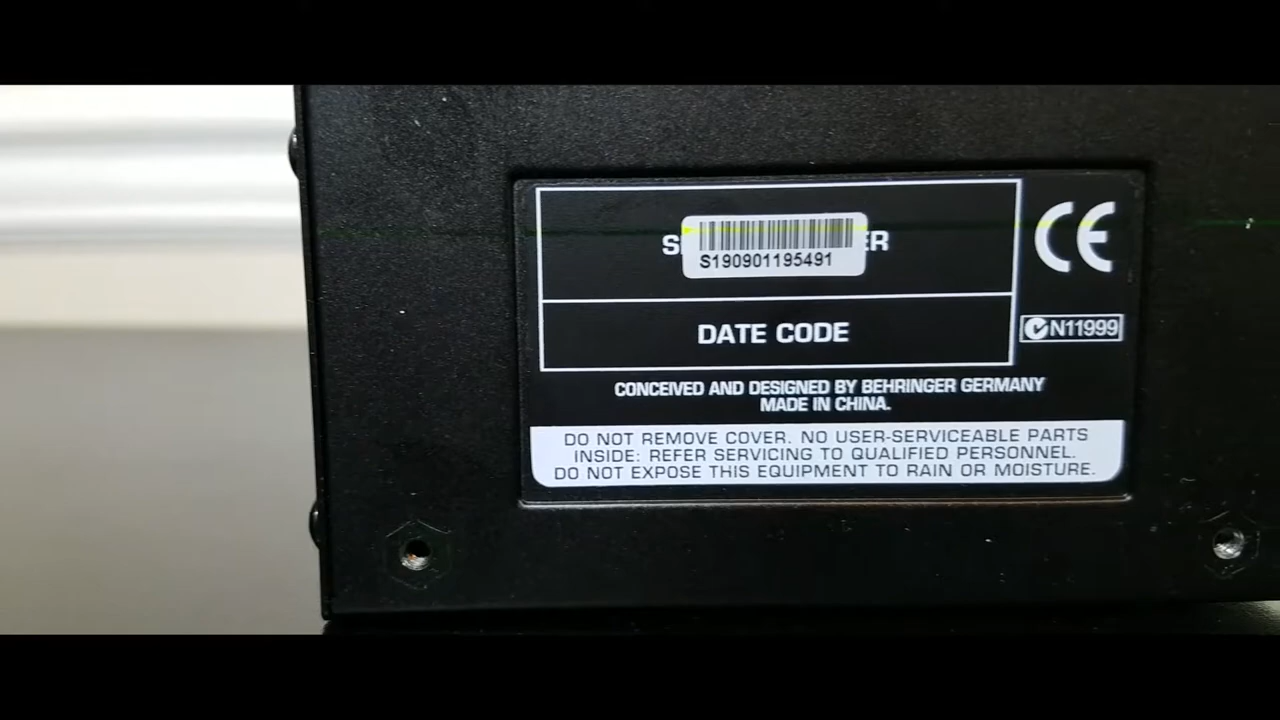 S190901195491
CE
DATE CODE
N11999
CONCEIVED AND DESIGNED BY BEHRINGER GERMANY
MADE IN CHINA.
DO NOT REMOVE COVER. NO USER-SERVICEABLE PARTS
INSIDE: REFER SERVICING TO QUALIFIED PERSONNEL.
DO NOT EXPOSE THIS EQUIPMENT TO RAIN OR MOISTURE.